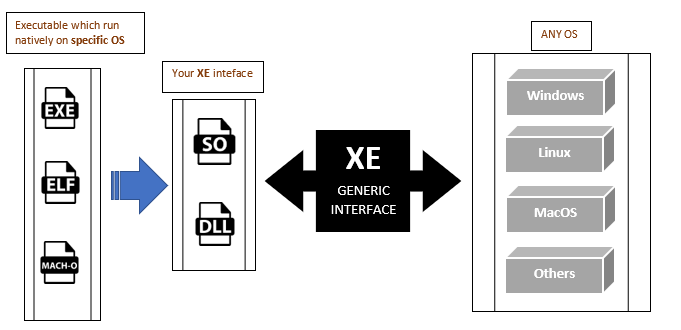 Executable which run
natively on specific OS
EXE
ELF
MACH-O
Your XE inteface
SO
DLL
XE
GENERIC
INTERFACE
ANY OS
Windows
Linux
MacOS
Others